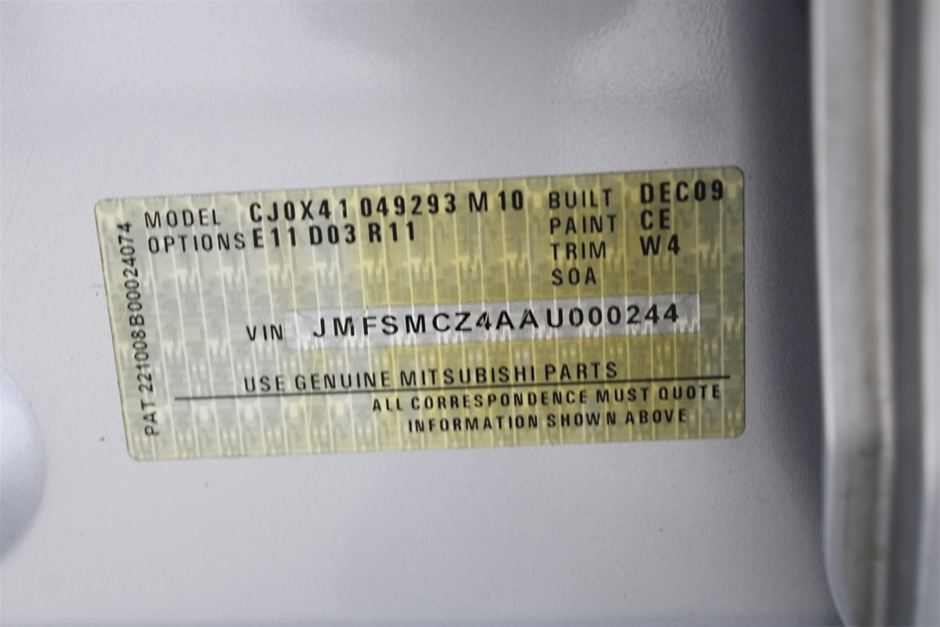 MODEL CJ0X41 049293 M10 BUILT DEC09
OPTIONS E11 D03 R11 PAINT CE
TRIM W4
SOA
VIN JMFSMCZ4AAU000244
USE GENUINE MITSUBISHI PARTS
ALL CORRESPONDENCE MUST QUOTE
INFORMATION SHOWN ABOVE
PAT 221008B00024074